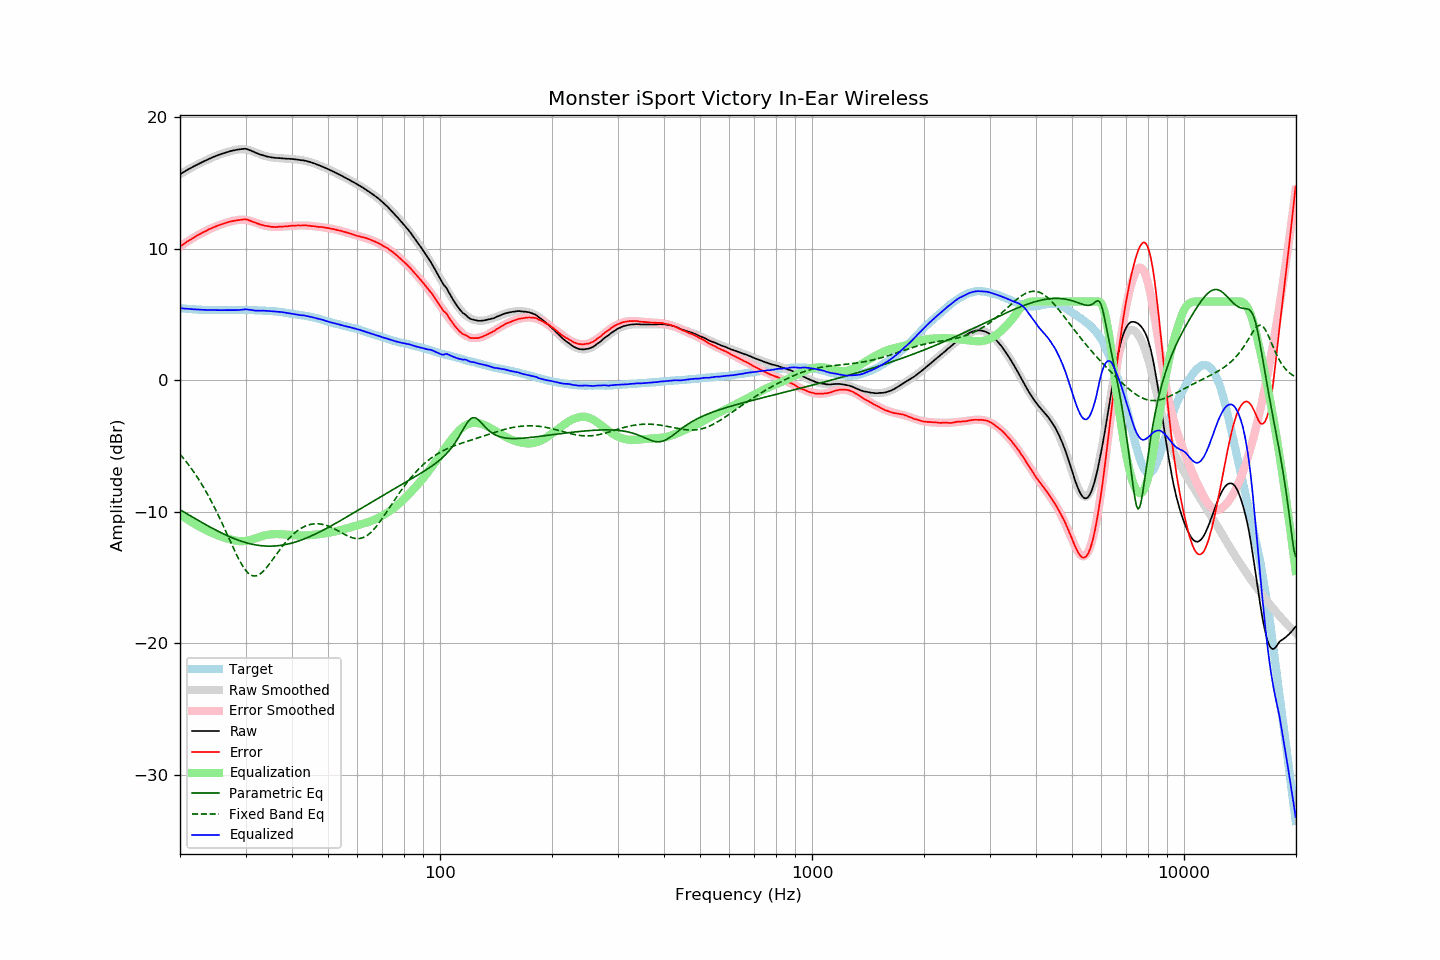 Monster iSport Victory In-Ear Wireless
20
10
0
−10
−20
−30
Amplitude (dBr)
100
1000
10000
Frequency (Hz)
Target
Raw Smoothed
Error Smoothed
Raw
Error
Equalization
Parametric Eq
Fixed Band Eq
Equalized